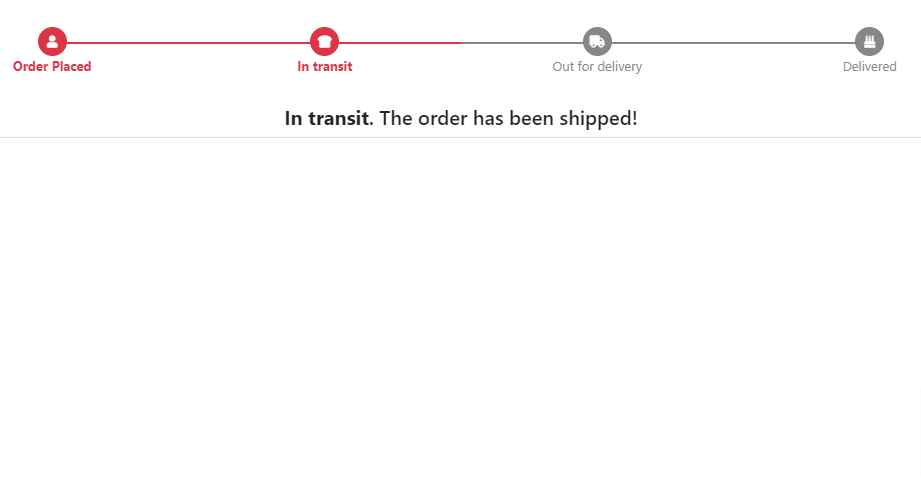 Order Placed
In transit
Out for delivery
Delivered
In transit. The order has been shipped!